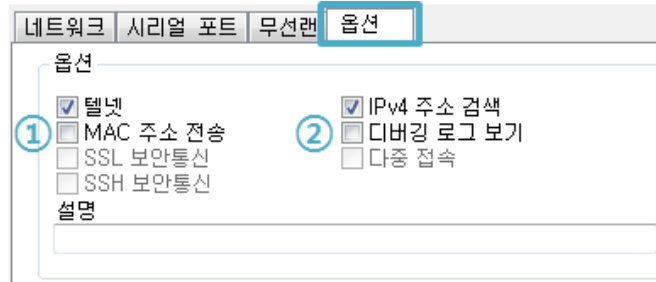 네트워크 시리얼 포트 무선랜 옵션
옵션
텔넷 IPv4 주소 검색
① MAC 주소 전송 ② 디버깅 로그 보기
SSL 보안통신 다중 접속
SSH 보안통신
설명